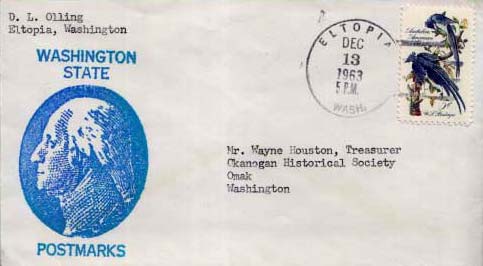 D. L. Olling
Eltopia, Washington
WASHINGTON
STATE
POSTMARKS
ELTOPIA
DEC
13
1963
5 P.M.
WASH.
Mr. Wayne Houston, Treasurer
Okanogan Historical Society
Omak
Washington
Audubon
American
5¢
U.S. Postage